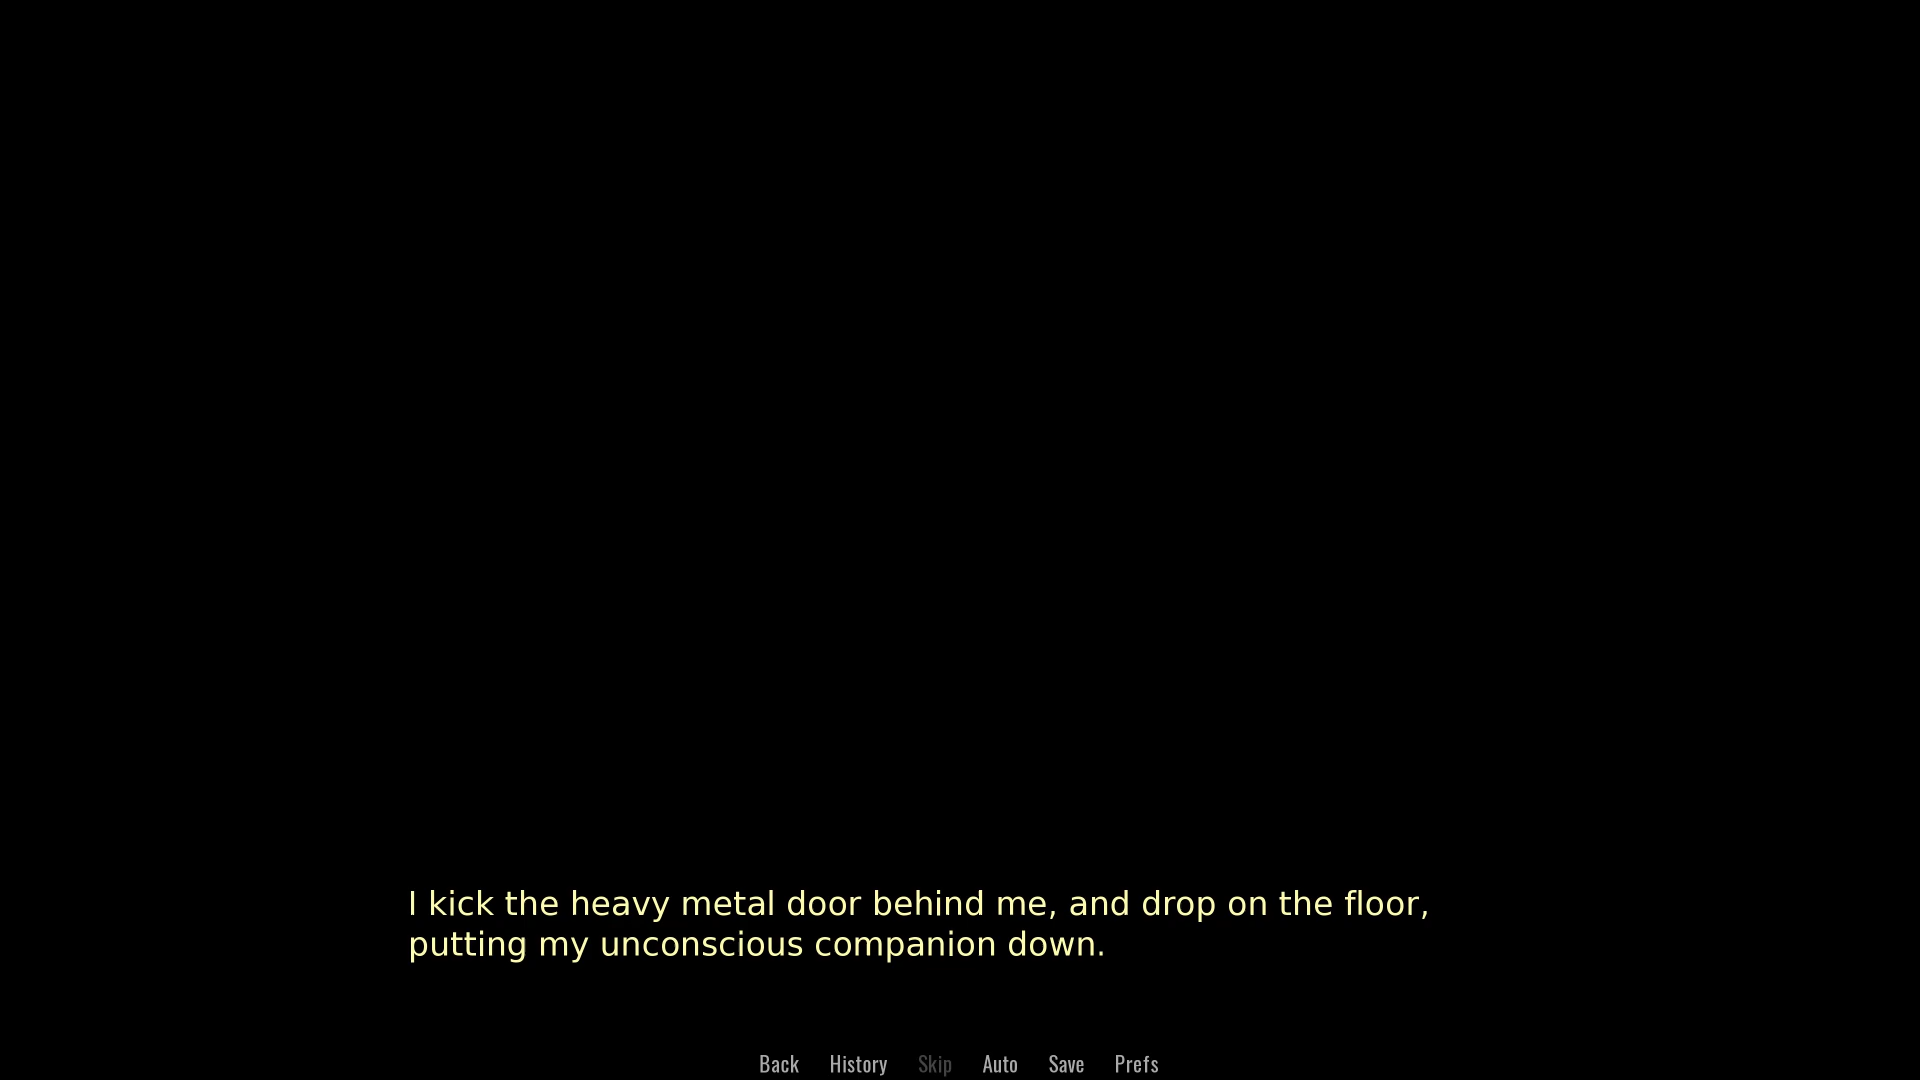 I kick the heavy metal door behind me, and drop on the floor,
putting my unconscious companion down.
Back History Skip Auto Save Prefs